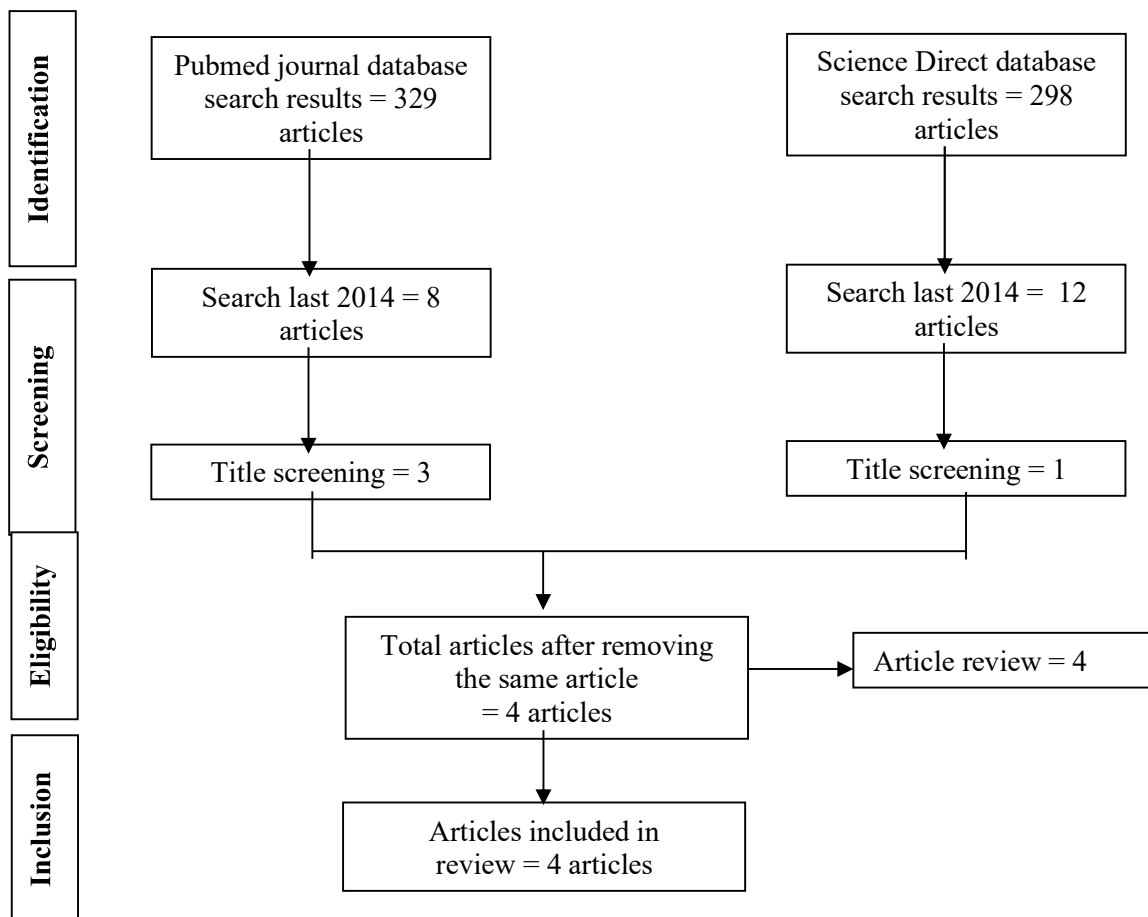 Identification
Pubmed journal database
search results = 329
articles
Science Direct database
search results = 298
articles
Screening
Search last 2014 = 8
articles
Search last 2014 =  12
articles
Title screening = 3
Title screening = 1
Eligibility
Total articles after removing
the same article
= 4 articles
Article review = 4
Inclusion
Articles included in
review = 4 articles